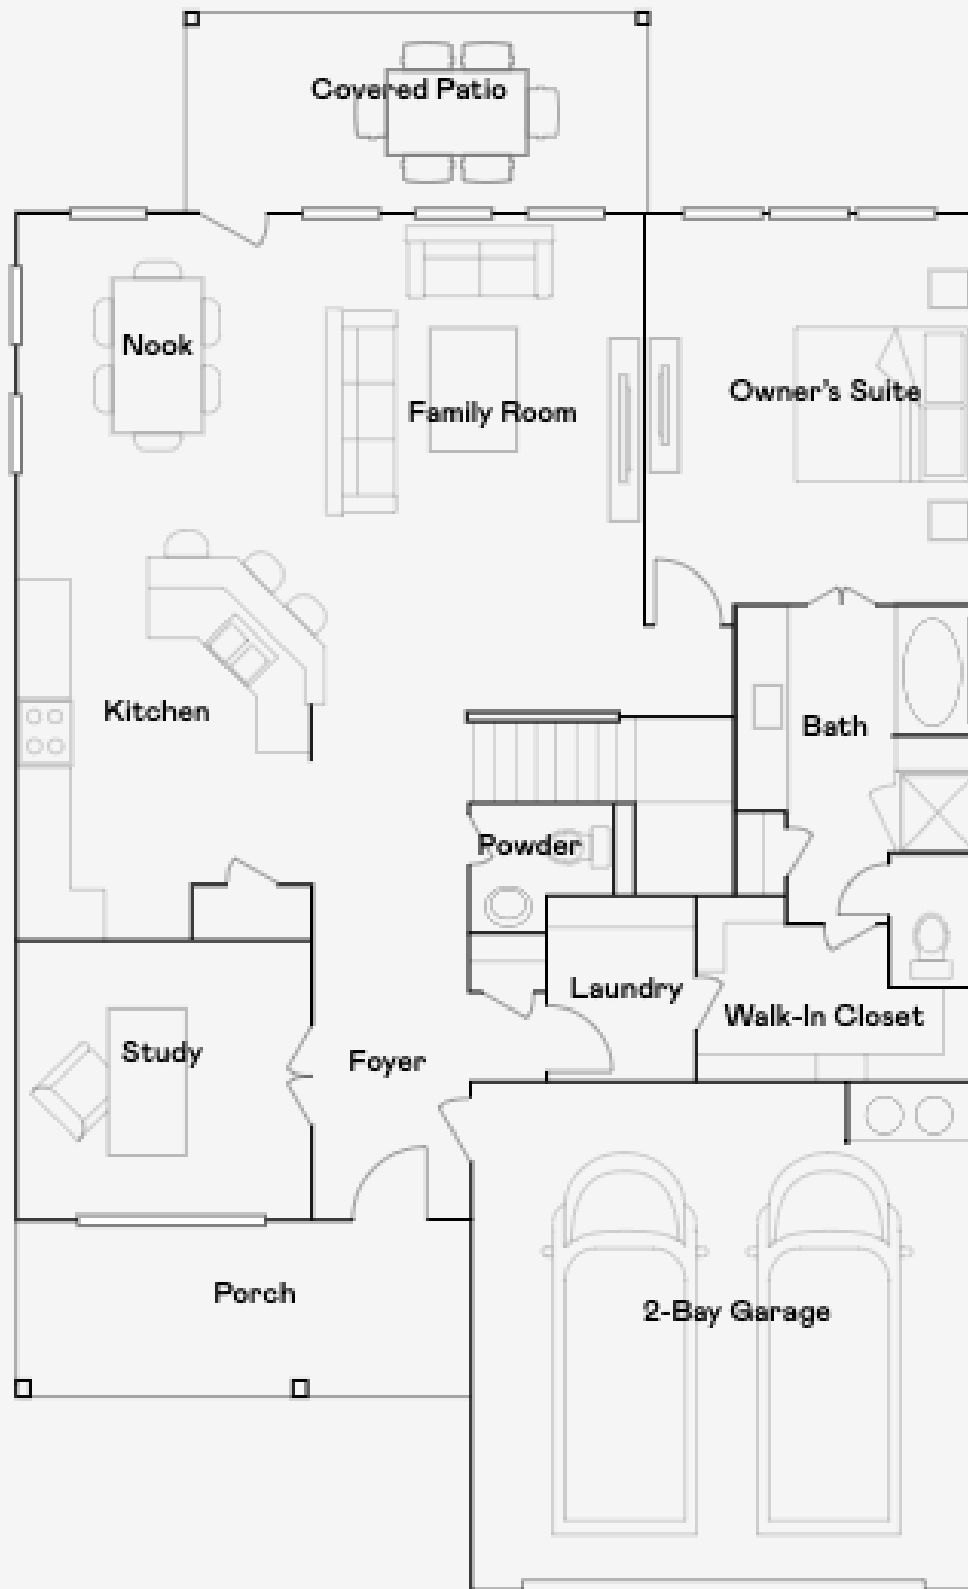 Covered Patio
Nook
Family Room
Owner's Suite
Kitchen
Bath
Powder
Laundry
Walk-In Closet
Study
Foyer
Porch
2-Bay Garage